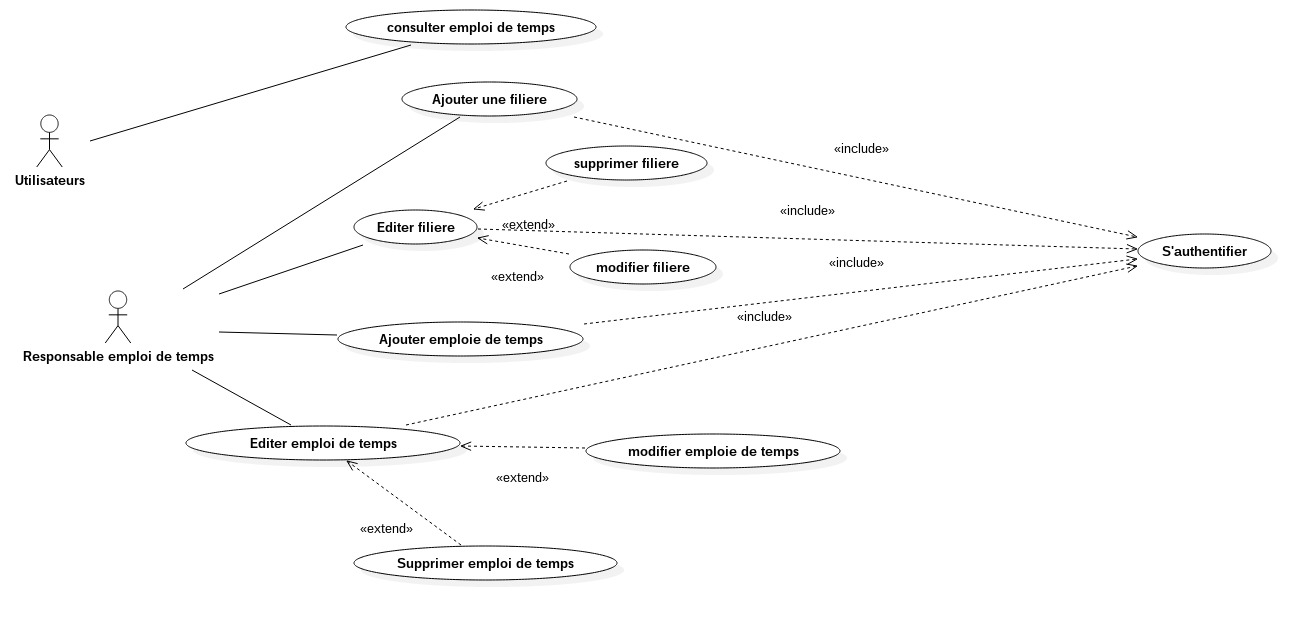 consulter emploi de temps
Ajouter une filiere
Utilisateurs
«include»
supprimer filiere
«include»
Editer filiere
«extend»
S'authentifier
«include»
modifier filiere
«extend»
«include»
Ajouter emploie de temps
Responsable emploi de temps
Editer emploi de temps
modifier emploie de temps
«extend»
«extend»
Supprimer emploi de temps